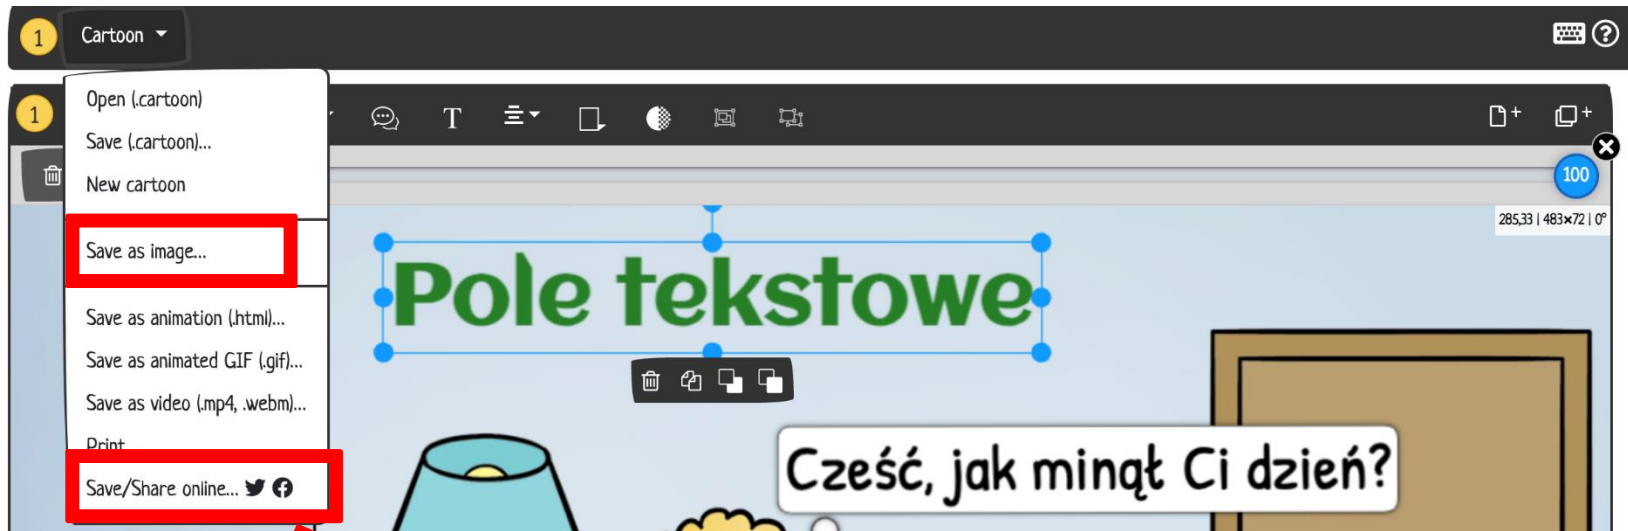 1 Cartoon
Open (.cartoon)
1
T
Save (.cartoon)...
New cartoon
100
285,33 | 483×72 | 0°
Save as image...
Pole tekstowe
Save as animation (.html)...
Save as animated GIF (.gif)...
Save as video (.mp4, .webm)...
Print
Cześć, jak minął Ci dzień?
Save/Share online...